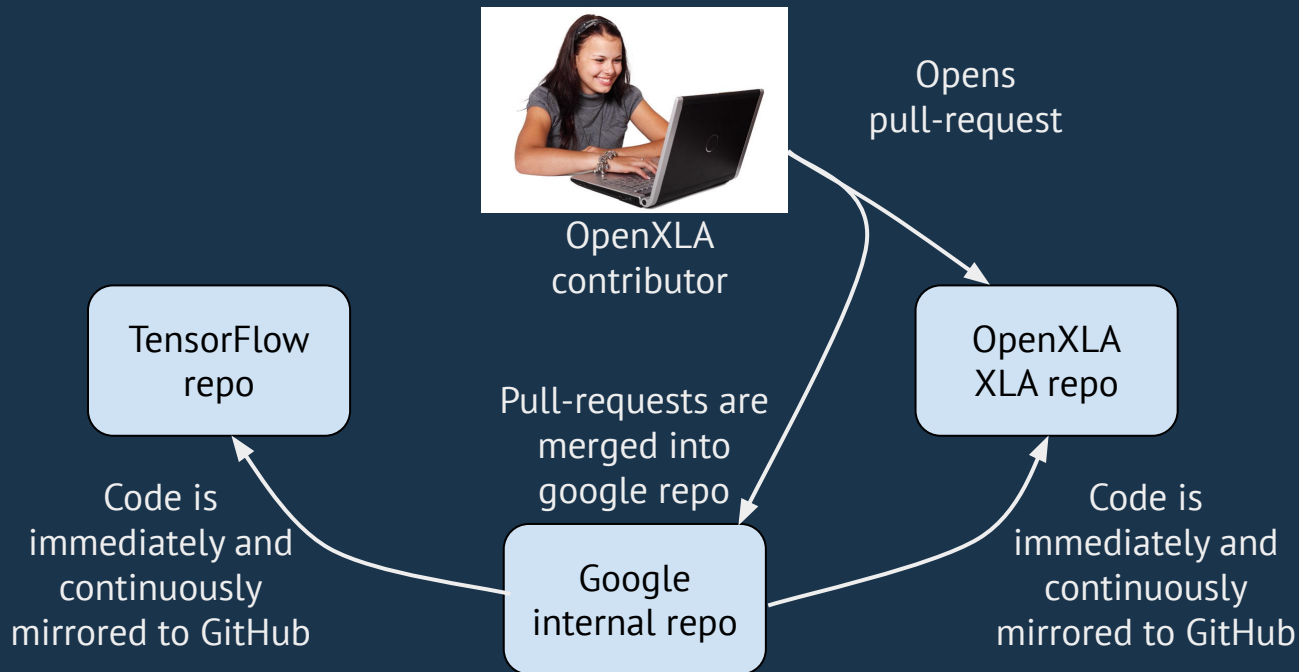 Opens
pull-request
OpenXLA
contributor
TensorFlow
repo
OpenXLA
XLA repo
Pull-requests are
merged into
google repo
Code is
immediately and
continuously
mirrored to GitHub
Google
internal repo
Code is
immediately and
continuously
mirrored to GitHub